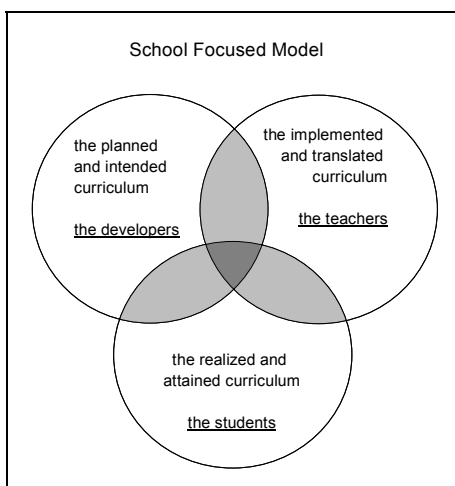 School Focused Model
the planned
and intended
curriculum
the developers
the implemented
and translated
curriculum
the teachers
the realized and
attained curriculum
the students